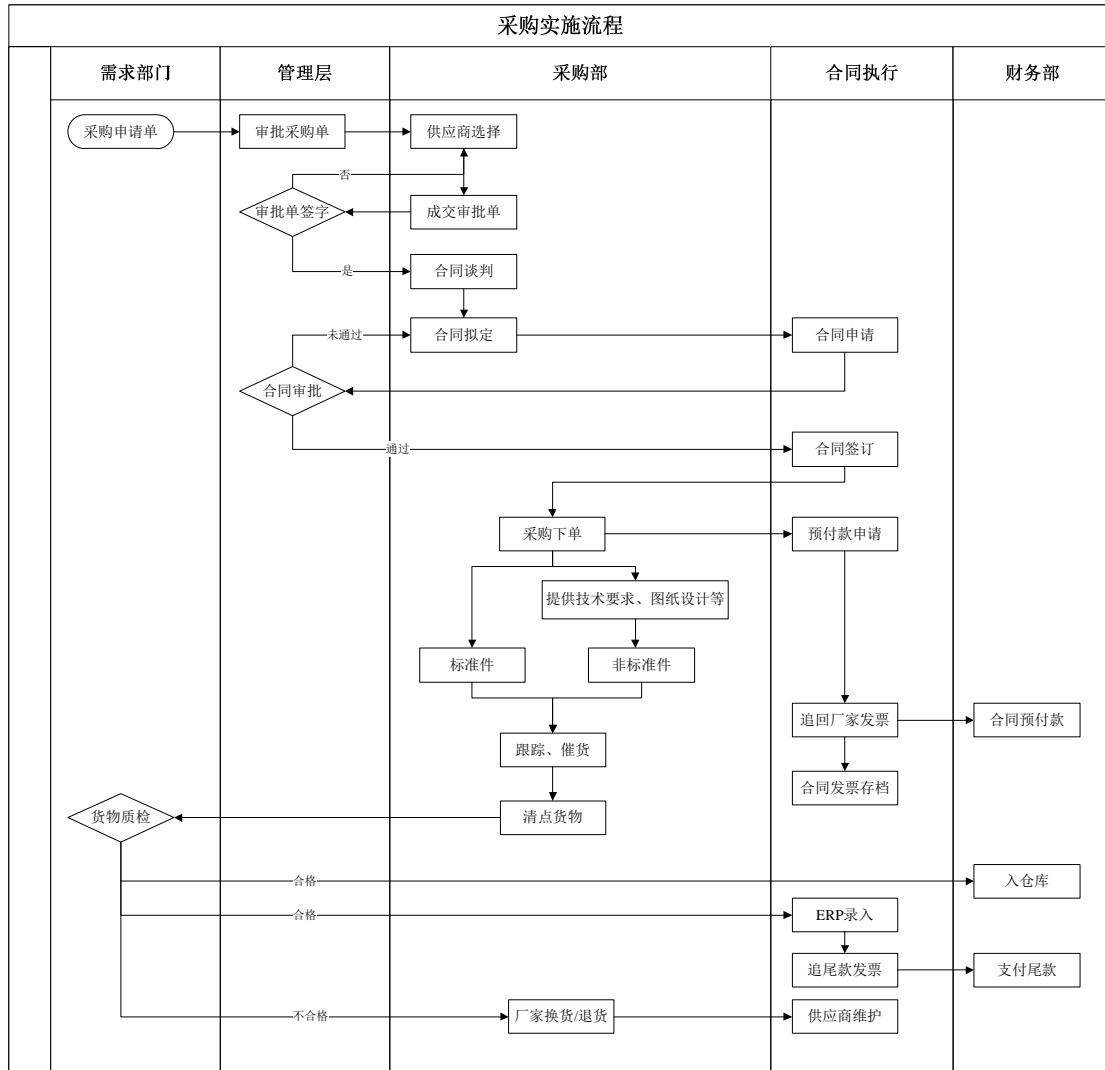 采购实施流程
需求部门
管理层
采购部
合同执行
财务部
采购申请单
审批采购单
供应商选择
否
审批单签字
成交审批单
是
合同谈判
未通过
合同拟定
合同申请
合同审批
通过
合同签订
采购下单
预付款申请
提供技术要求、图纸设计等
标准件
非标准件
追回厂家发票
合同预付款
跟踪、催货
合同发票存档
货物质检
清点货物
合格
入仓库
合格
ERP录入
追尾款发票
支付尾款
不合格
厂家换货/退货
供应商维护